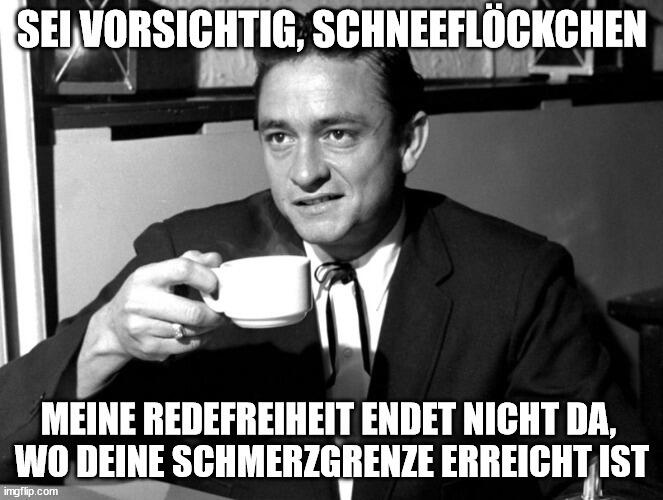 SEI VORSICHTIG, SCHNEEFLÖCKCHEN
MEINE REDEFREIHEIT ENDET NICHT DA,
WO DEINE SCHMERZGRENZE ERREICHT IST
imgflip.com